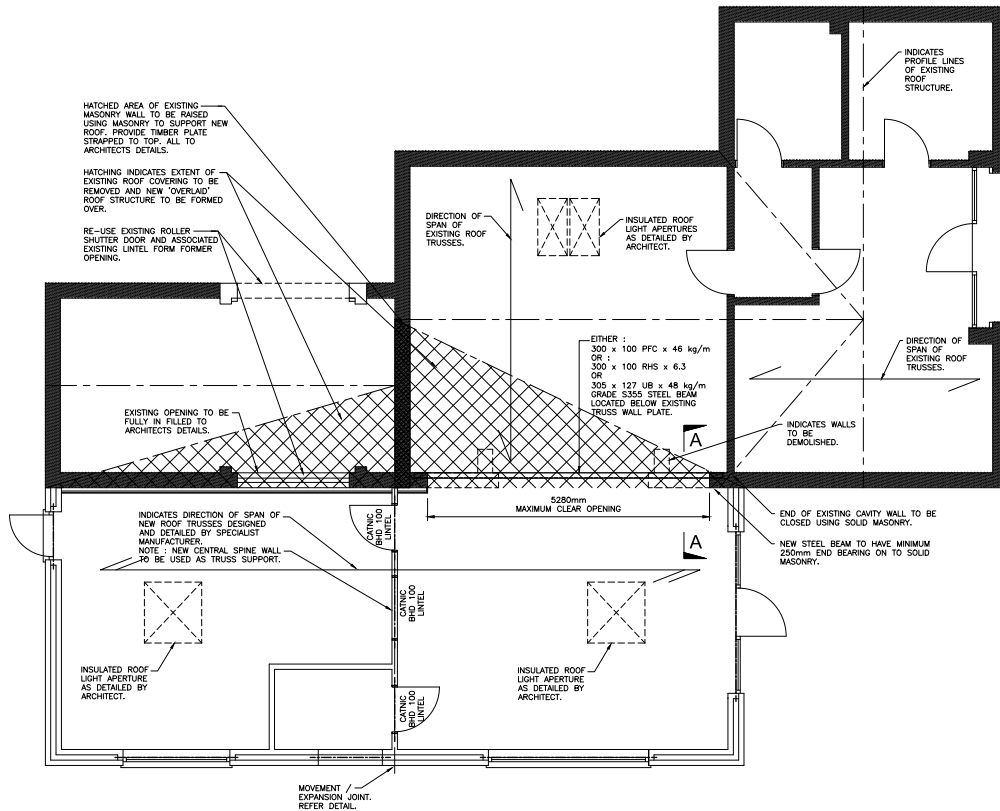 INDICATES
PROFILE LINES
OF EXISTING
ROOF
STRUCTURE.
HATCHED AREA OF EXISTING
MASONRY WALL TO BE RAISED
USING MASONRY TO SUPPORT NEW
ROOF. PROVIDE TIMBER PLATE
STRAPPED TO TOP. ALL TO
ARCHITECTS DETAILS.
HATCHING INDICATES EXTENT OF
EXISTING ROOF COVERING TO BE
REMOVED AND NEW 'OVERLAID'
ROOF STRUCTURE TO BE FORMED
OVER.
RE-USE EXISTING ROLLER
SHUTTER DOOR AND ASSOCIATED
EXISTING LINTEL FORM FORMER
OPENING.
DIRECTION OF
SPAN OF
EXISTING ROOF
TRUSSES.
INSULATED ROOF
LIGHT APERTURES
AS DETAILED BY
ARCHITECT.
EITHER :
300 x 100 PFC x 46 kg/m
OR :
300 x 100 RHS x 6.3
OR
305 x 127 UB x 48 kg/m
GRADE S355 STEEL BEAM
LOCATED BELOW EXISTING
TRUSS WALL PLATE.
DIRECTION OF
SPAN OF
EXISTING ROOF
TRUSSES.
EXISTING OPENING TO BE
FULLY IN FILLED TO
ARCHITECTS DETAILS.
A
INDICATES WALLS
TO BE
DEMOLISHED.
5280mm
MAXIMUM CLEAR OPENING
INDICATES DIRECTION OF SPAN OF
NEW ROOF TRUSSES DESIGNED
AND DETAILED BY SPECIALIST
MANUFACTURER.
NOTE : NEW CENTRAL SPINE WALL
TO BE USED AS TRUSS SUPPORT.
CATNIC
BHD 100
LINTEL
A
END OF EXISTING CAVITY WALL TO BE
CLOSED USING SOLID MASONRY.
NEW STEEL BEAM TO HAVE MINIMUM
250mm END BEARING ON TO SOLID
MASONRY.
CATNIC
BHD 100
LINTEL
INSULATED ROOF
LIGHT APERTURE
AS DETAILED BY
ARCHITECT.
INSULATED ROOF
LIGHT APERTURE
AS DETAILED BY
ARCHITECT.
CATNIC
BHD 100
LINTEL
MOVEMENT /
EXPANSION JOINT.
REFER DETAIL.